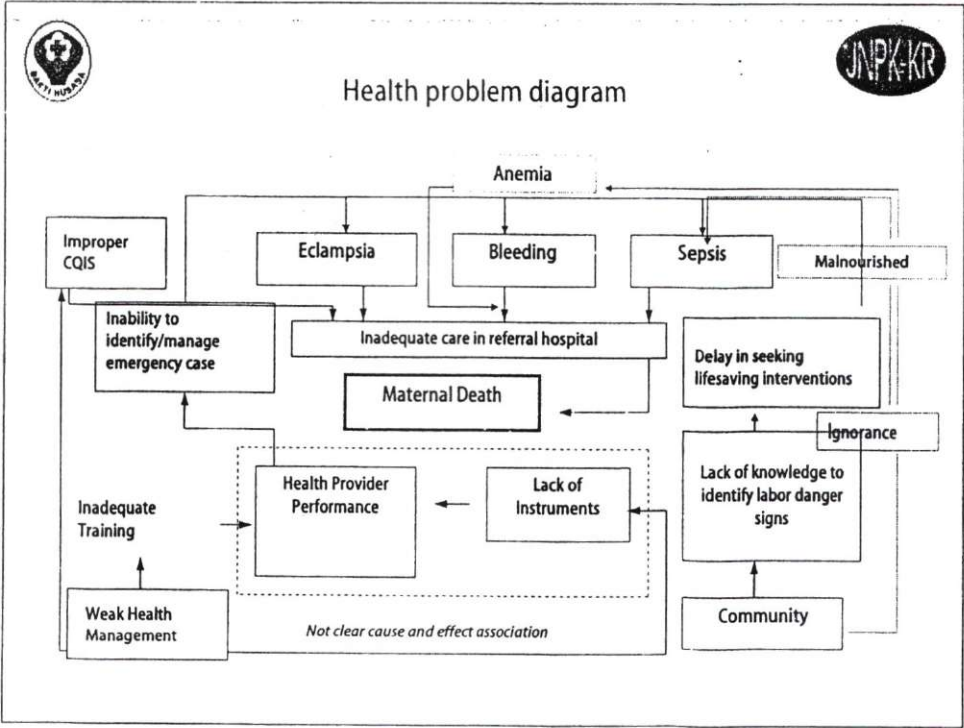 BAKTI HUSADA
JNPK-KR
Health problem diagram
Anemia
Improper
CQIS
Eclampsia
Bleeding
Sepsis
Malnourished
Inability to
identify/manage
emergency case
Inadequate care in referral hospital
Delay in seeking
lifesaving interventions
Maternal Death
Ignorance
Health Provider
Performance
Lack of
Instruments
Lack of knowledge to
identify labor danger
signs
Inadequate
Training
Weak Health
Management
Not clear cause and effect association
Community